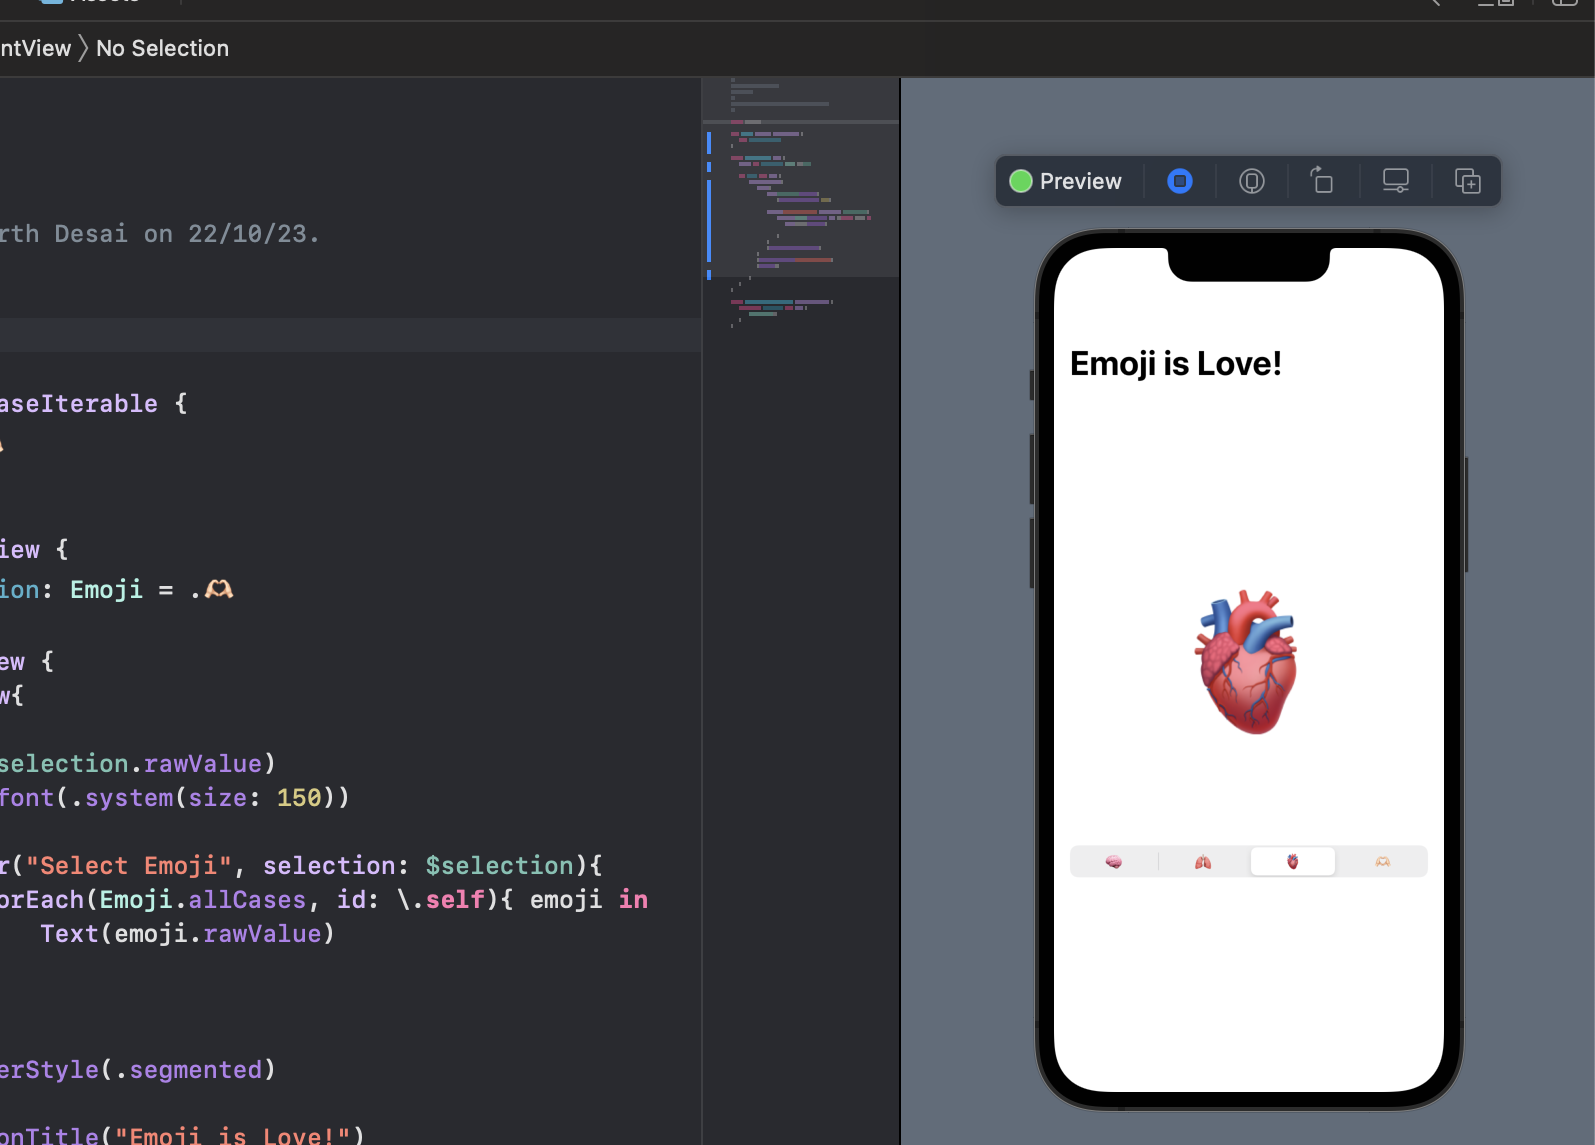 Assets
ntView 〉 No Selection
rth Desai on 22/10/23.
aseIterable {
iew {
ion: Emoji = .🫶🏻
ew {
w{
selection.rawValue)
font(.system(size: 150))
r("Select Emoji", selection: $selection){
orEach(Emoji.allCases, id: \.self){ emoji in
Text(emoji.rawValue)
erStyle(.segmented)
onTitle("Emoji is Love!")
Preview
Emoji is Love!